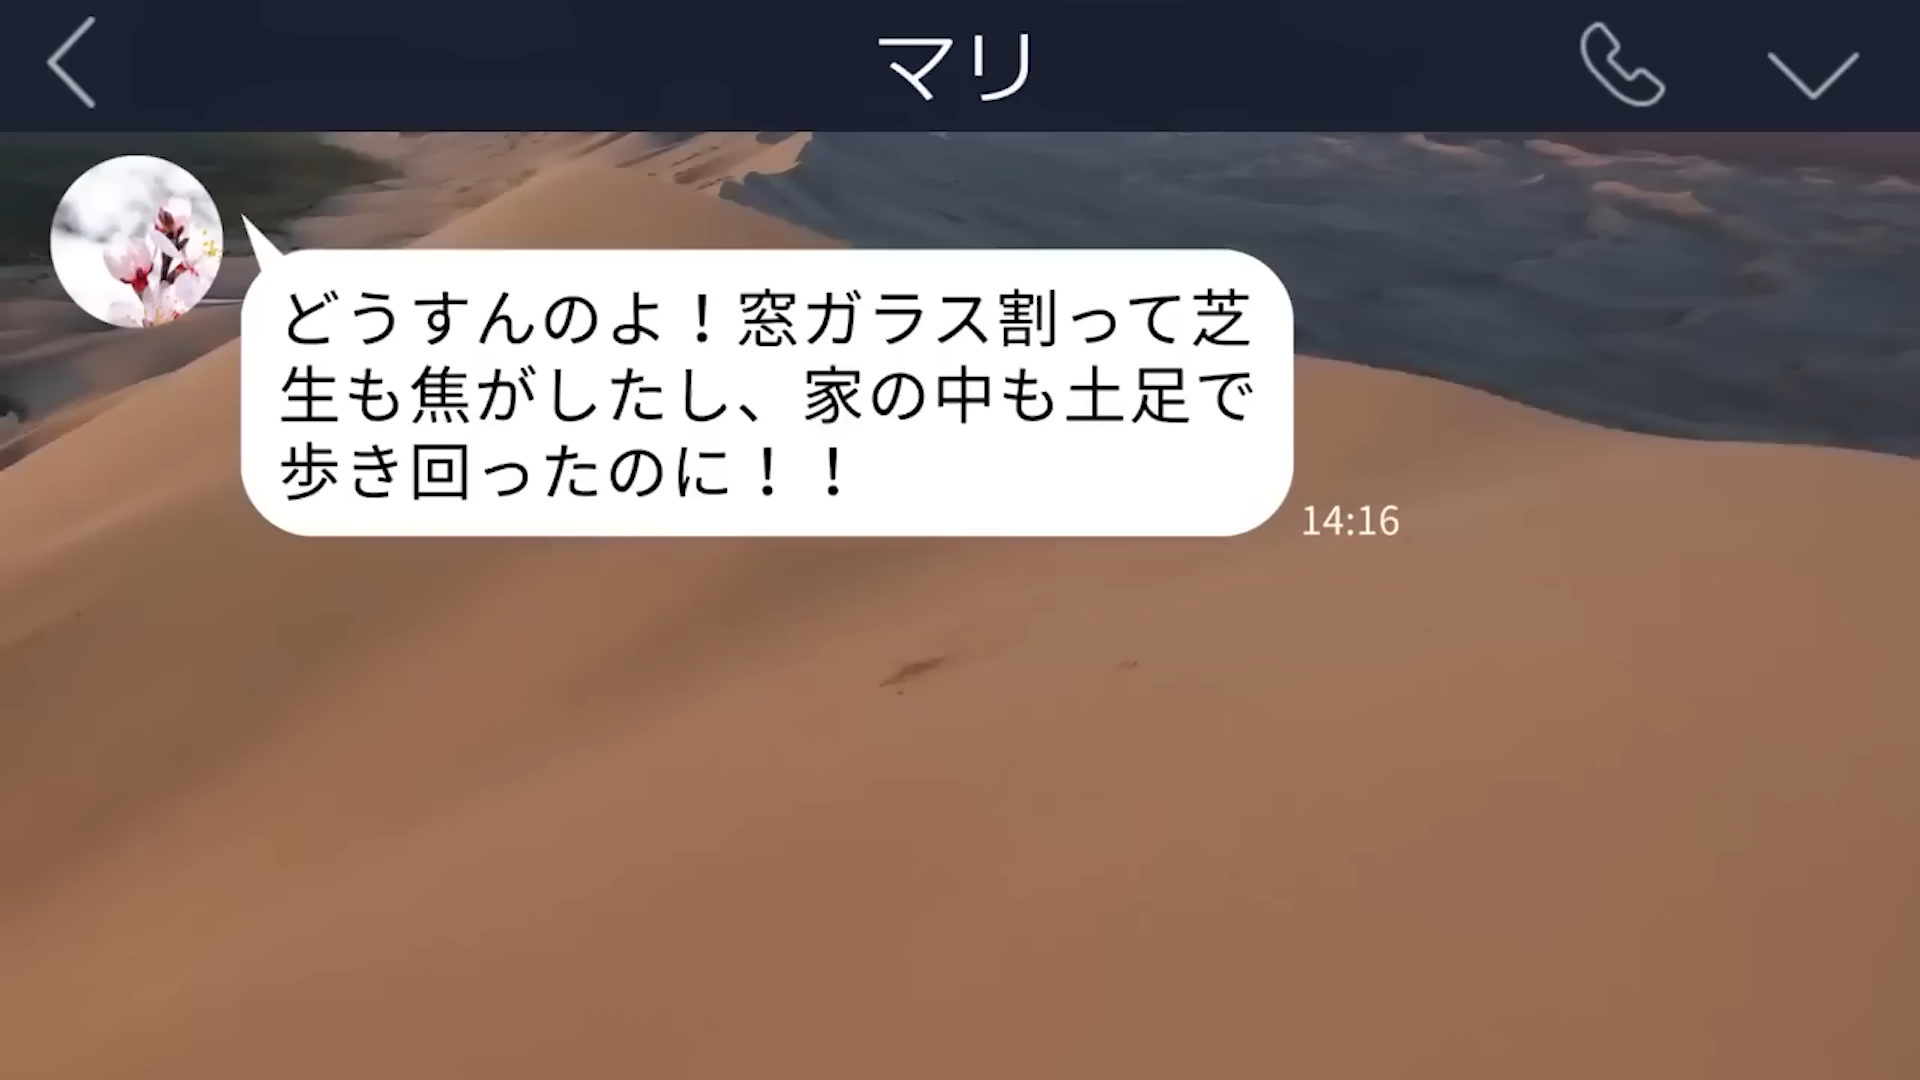 マリ
どうすんのよ！窓ガラス割って芝
生も焦がしたし、家の中も土足で
歩き回ったのに！！
14:16